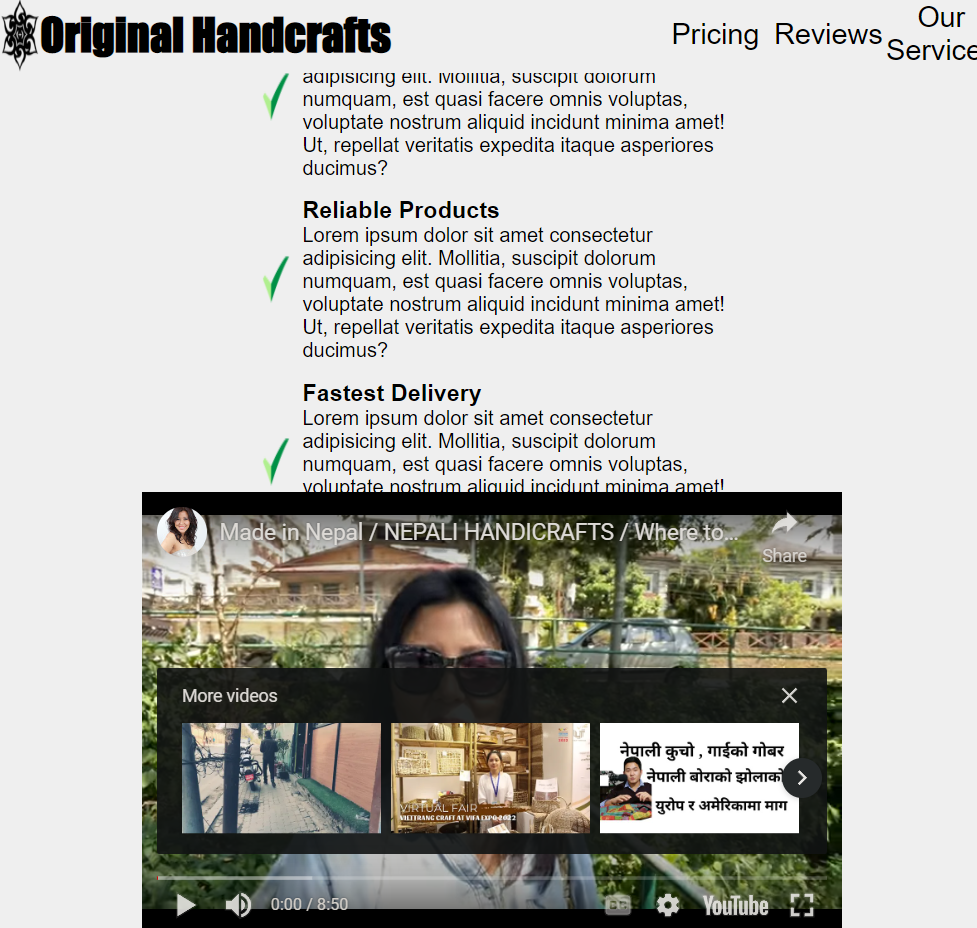 Original Handcrafts
Pricing Reviews Our
Service
adipisicing elit. Mollitia, suscipit dolorum
numquam, est quasi facere omnis voluptas,
voluptate nostrum aliquid incidunt minima amet!
Ut, repellat veritatis expedita itaque asperiores
ducimus?
Reliable Products
Lorem ipsum dolor sit amet consectetur
adipisicing elit. Mollitia, suscipit dolorum
numquam, est quasi facere omnis voluptas,
voluptate nostrum aliquid incidunt minima amet!
Ut, repellat veritatis expedita itaque asperiores
ducimus?
Fastest Delivery
Lorem ipsum dolor sit amet consectetur
adipisicing elit. Mollitia, suscipit dolorum
numquam, est quasi facere omnis voluptas,
voluptate nostrum aliquid incidunt minima amet!
Made in Nepal / NEPALI HANDICRAFTS / Where to...
Share
More videos
VIRTUAL FAIR
VIETTRANG CRAFT AT VIFA EXPO 2022
नेपाली कुचो , गाईको गोबर
नेपाली बोराको झोलाको
युरोप र अमेरिकामा माग
0:00 / 8:50
CC
YouTube